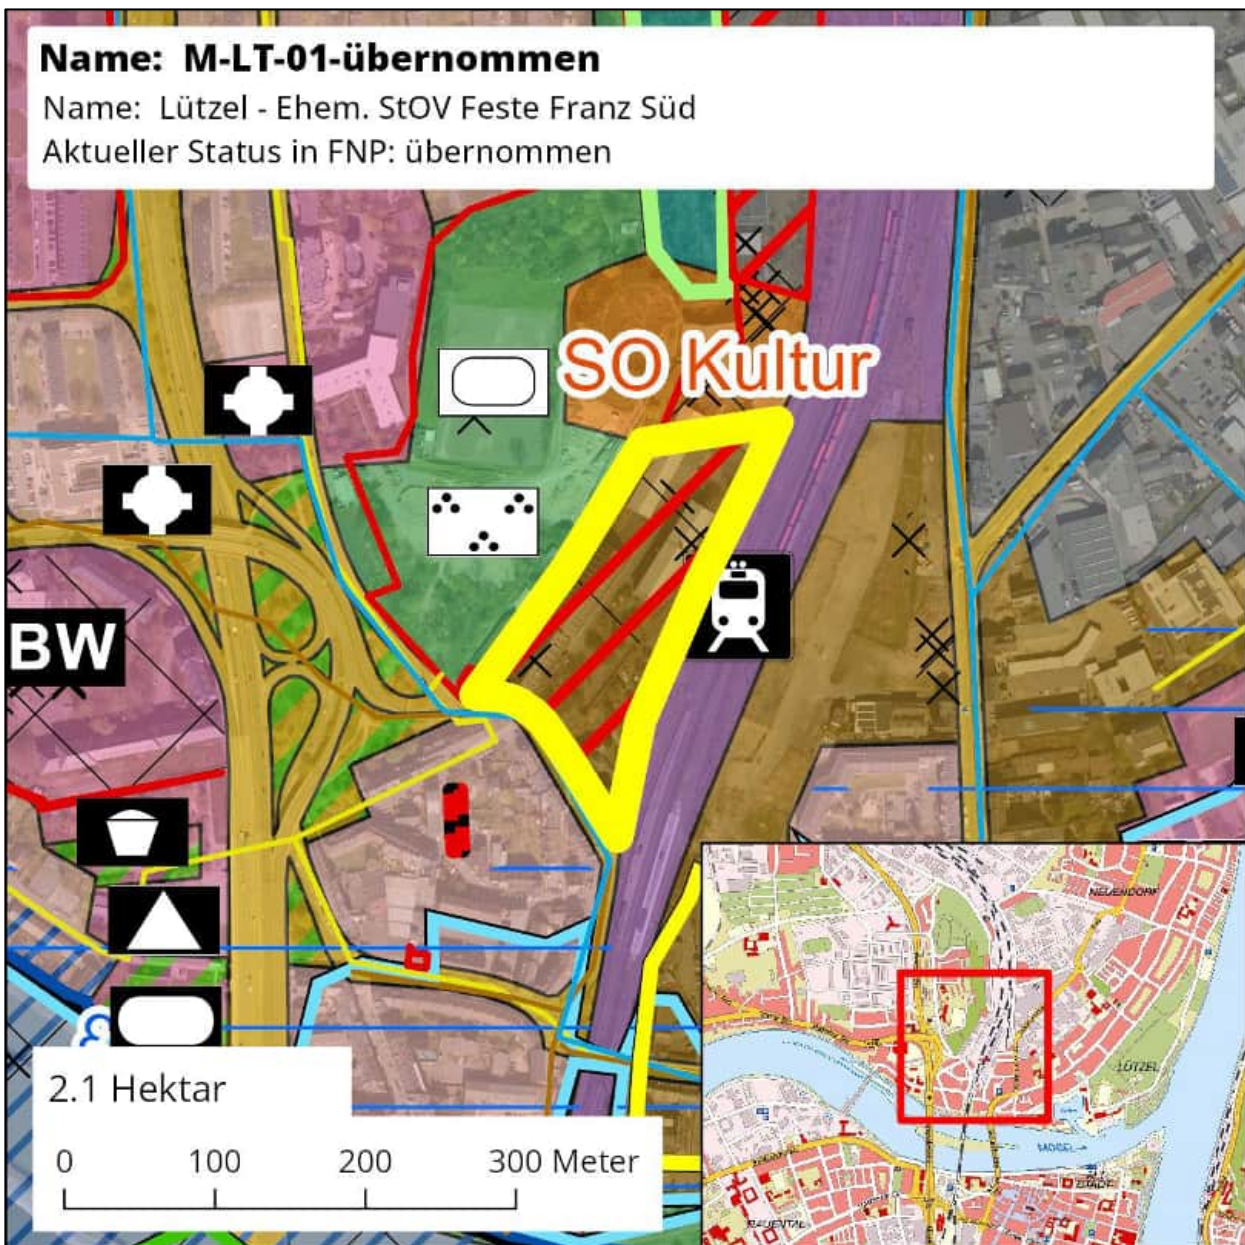 Name: M-LT-01-übernommen
Name: Lützel - Ehem. StOV Feste Franz Süd
Aktueller Status in FNP: übernommen
SO Kultur
BW
2.1 Hektar
0 100 200 300 Meter
NEUENDORF
LÜTZEL
MOSEL
RAUENTAL